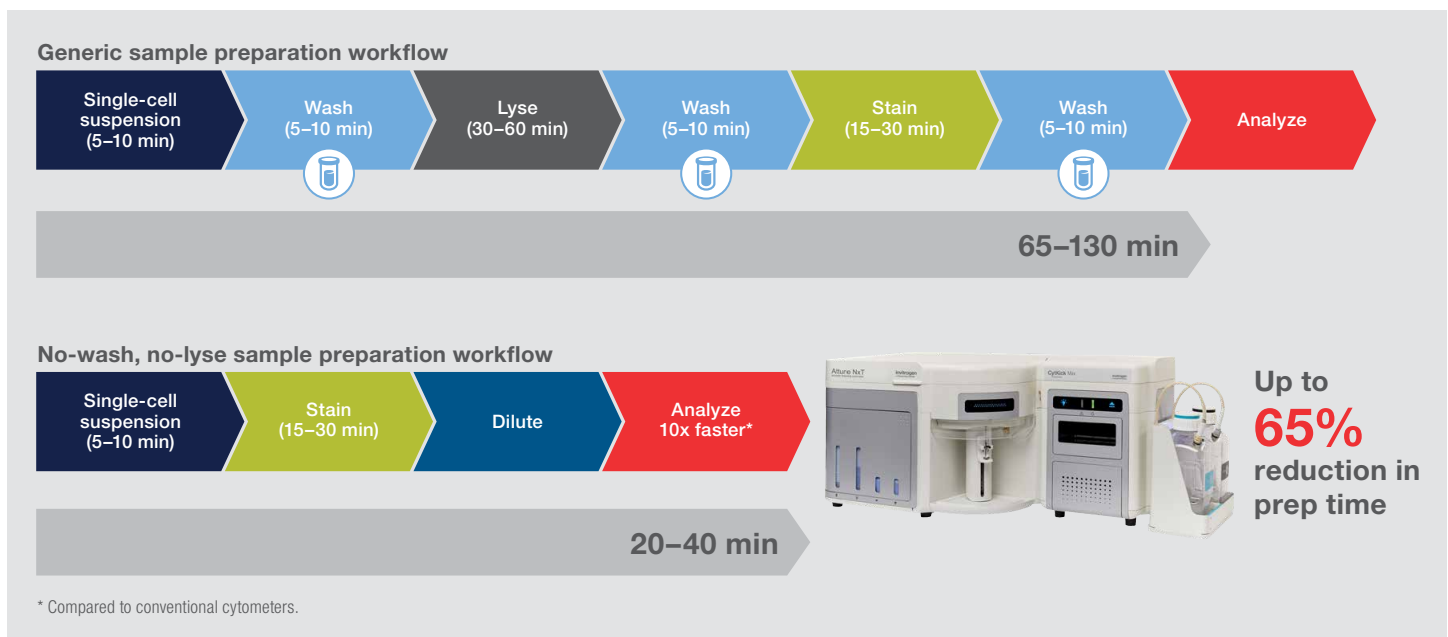 Generic sample preparation workflow
Single-cell
suspension
(5–10 min)
Wash
(5–10 min)
Lyse
(30–60 min)
Wash
(5–10 min)
Stain
(15–30 min)
Wash
(5–10 min)
Analyze
65–130 min
No-wash, no-lyse sample preparation workflow
Single-cell
suspension
(5–10 min)
Stain
(15–30 min)
Dilute
Analyze
10x faster*
20–40 min
Attune NxT
invitrogen
CytKick Max
invitrogen
Up to
65%
reduction in
prep time
* Compared to conventional cytometers.